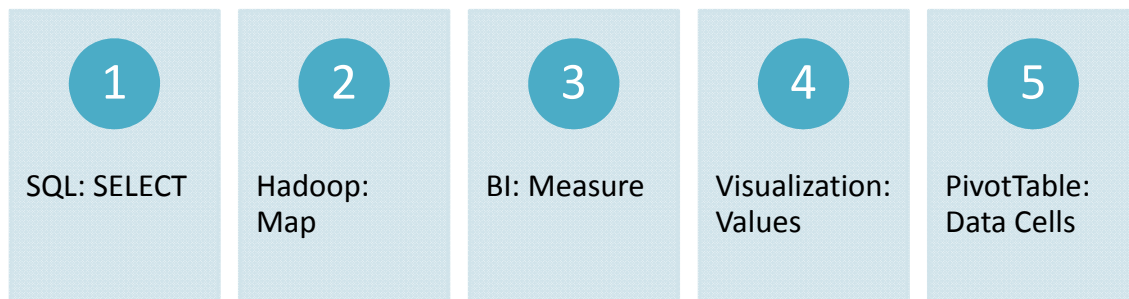 1
SQL: SELECT
2
Hadoop:
Map
3
BI: Measure
4
Visualization:
Values
5
PivotTable:
Data Cells